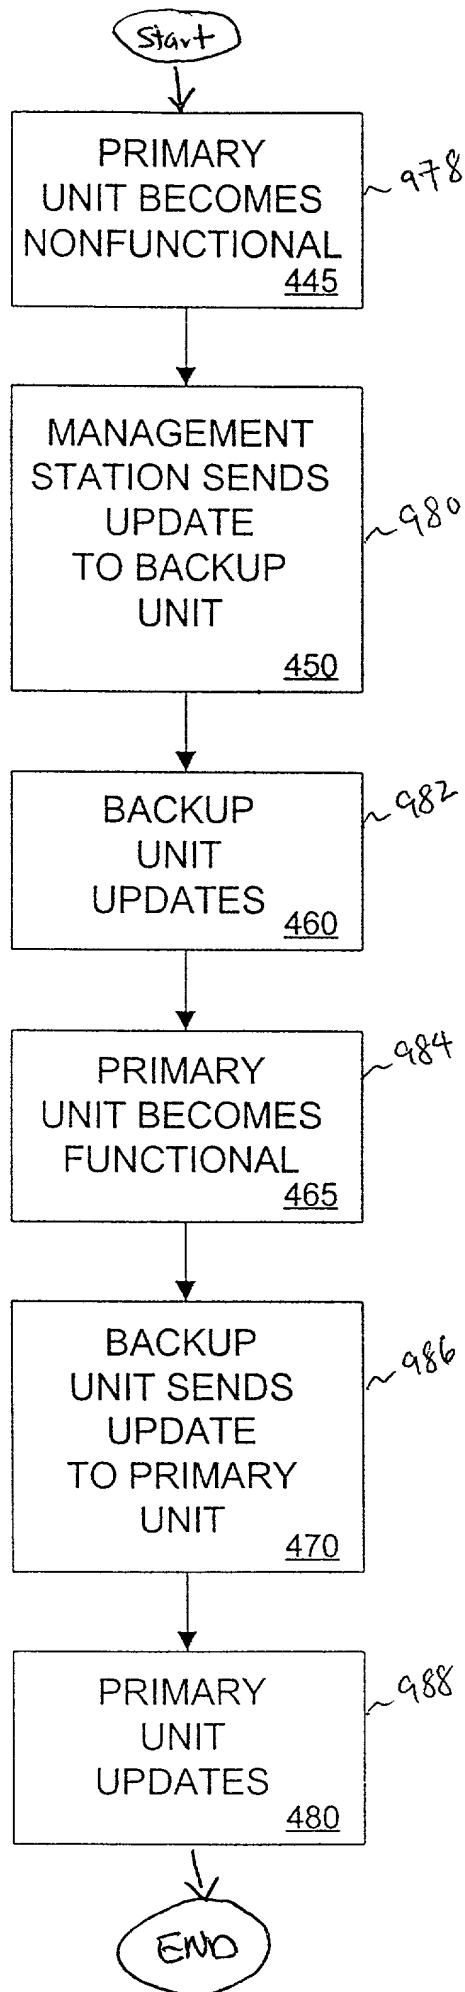 Start
PRIMARY
UNIT BECOMES
NONFUNCTIONAL
445
978
MANAGEMENT
STATION SENDS
UPDATE
TO BACKUP
UNIT
450
980
BACKUP
UNIT
UPDATES
460
982
PRIMARY
UNIT BECOMES
FUNCTIONAL
465
984
BACKUP
UNIT SENDS
UPDATE
TO PRIMARY
UNIT
470
986
PRIMARY
UNIT
UPDATES
480
988
END